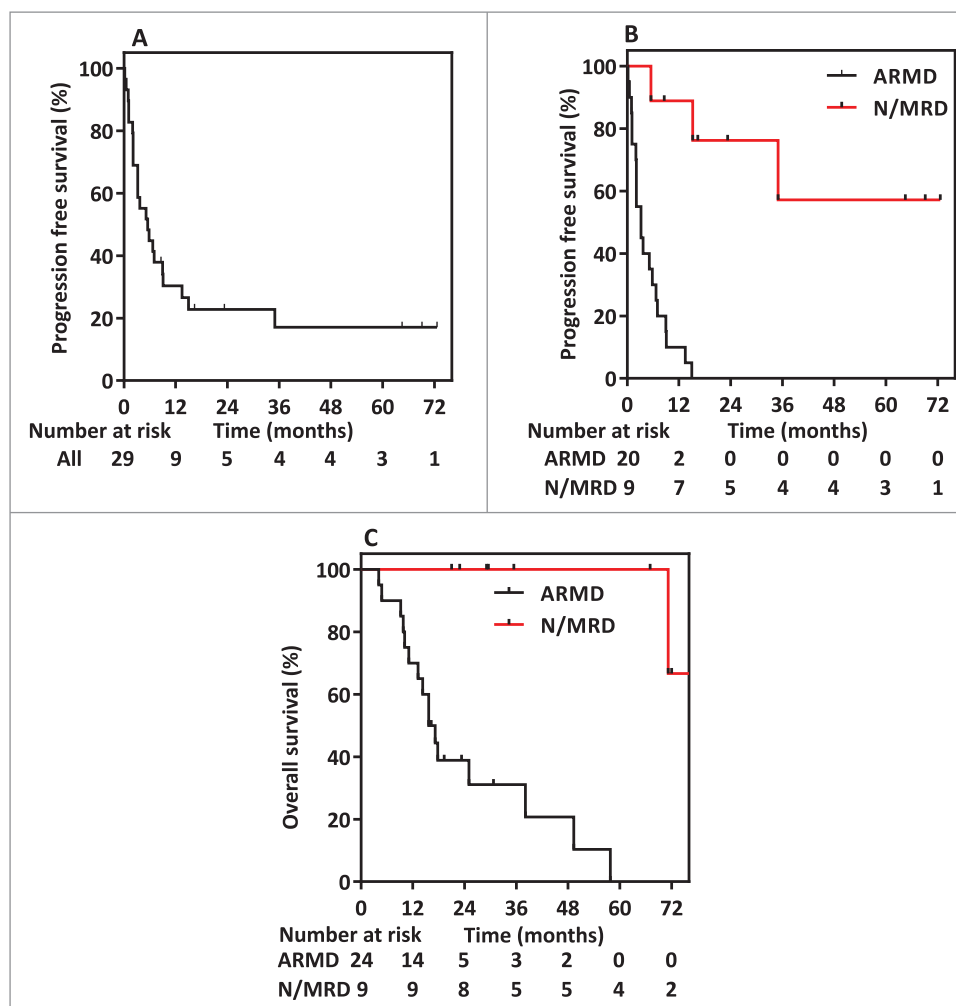 A
Progression free survival (%)
100
80
60
40
20
0
0 12 24 36 48 60 72
Number at risk Time (months)
All 29 9 5 4 4 3 1
B
Progression free survival (%)
100
80
60
40
20
0
ARMD
N/MRD
0 12 24 36 48 60 72
Number at risk Time (months)
ARMD 20 2 0 0 0 0 0
N/MRD 9 7 5 4 4 3 1
C
Overall survival (%)
100
80
60
40
20
0
ARMD
N/MRD
0 12 24 36 48 60 72
Number at risk Time (months)
ARMD 24 14 5 3 2 0 0
N/MRD 9 9 8 5 5 4 2